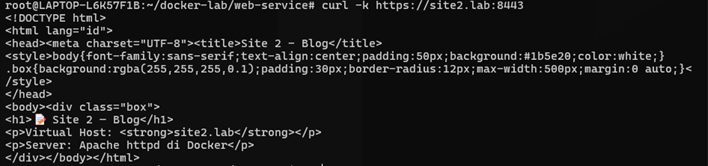 root@LAPTOP-L6K57F1B:~/docker-lab/web-service# curl -k https://site2.lab:8443
<!DOCTYPE html>
<html lang="id">
<head><meta charset="UTF-8"><title>Site 2 – Blog</title>
<style>body{font-family:sans-serif;text-align:center;padding:50px;background:#1b5e20;color:white;}
.box{background:rgba(255,255,255,0.1);padding:30px;border-radius:12px;max-width:500px;margin:0 auto;}<
/style>
</head>
<body><div class="box">
<h1>📝 Site 2 – Blog</h1>
<p>Virtual Host: <strong>site2.lab</strong></p>
<p>Server: Apache httpd di Docker</p>
</div></body></html>